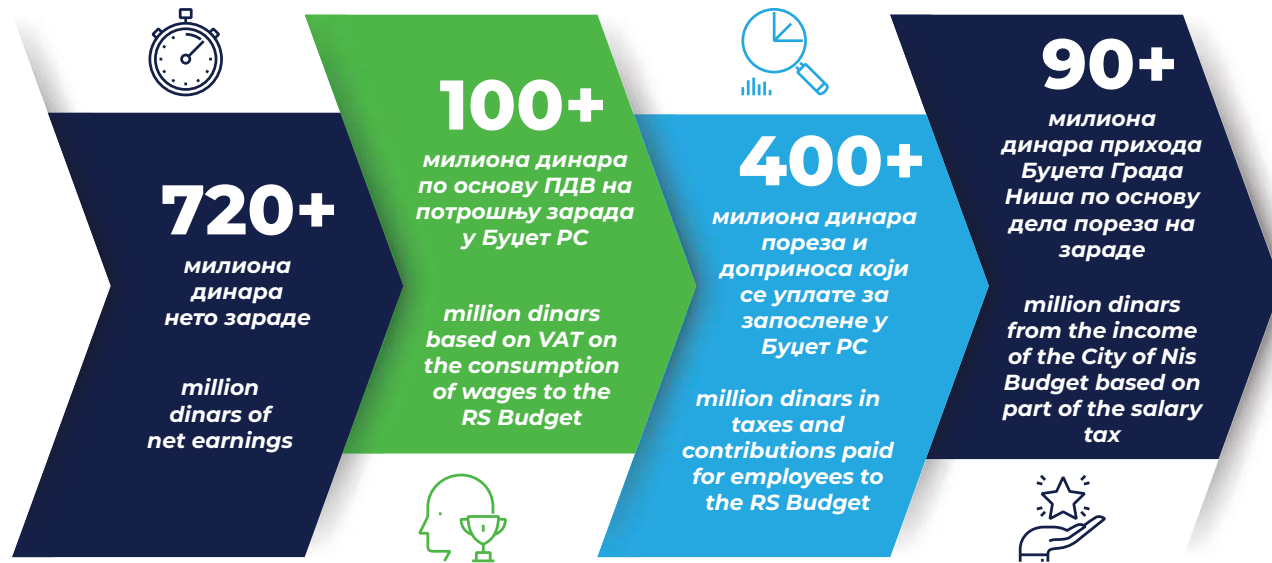 720+
милиона
динара
нето зараде
million
dinars of
net earnings
100+
милиона динара
по основу ПДВ на
потрошњу зарада
у Буџет РС
million dinars
based on VAT on
the consumption
of wages to the
RS Budget
400+
милиона динара
пореза и
доприноса који
се уплате за
запослене у
Буџет РС
million dinars in
taxes and
contributions paid
for employees to
the RS Budget
90+
милиона
динара прихода
Буџета Града
Ниша по основу
дела пореза на
зараде
million dinars
from the income
of the City of Nis
Budget based on
part of the salary
tax